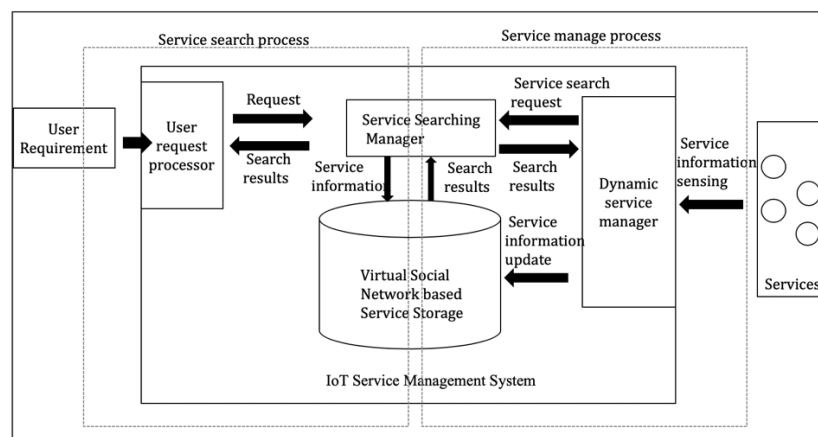 Service search process
Service manage process
User
Requirement
User
request
processor
Request
Search
results
Service Searching
Manager
Service search
request
Service
information
Search
results
Search
results
Dynamic
service
manager
Service
information
sensing
Services
Service
information
update
Virtual Social
Network based
Service Storage
IoT Service Management System